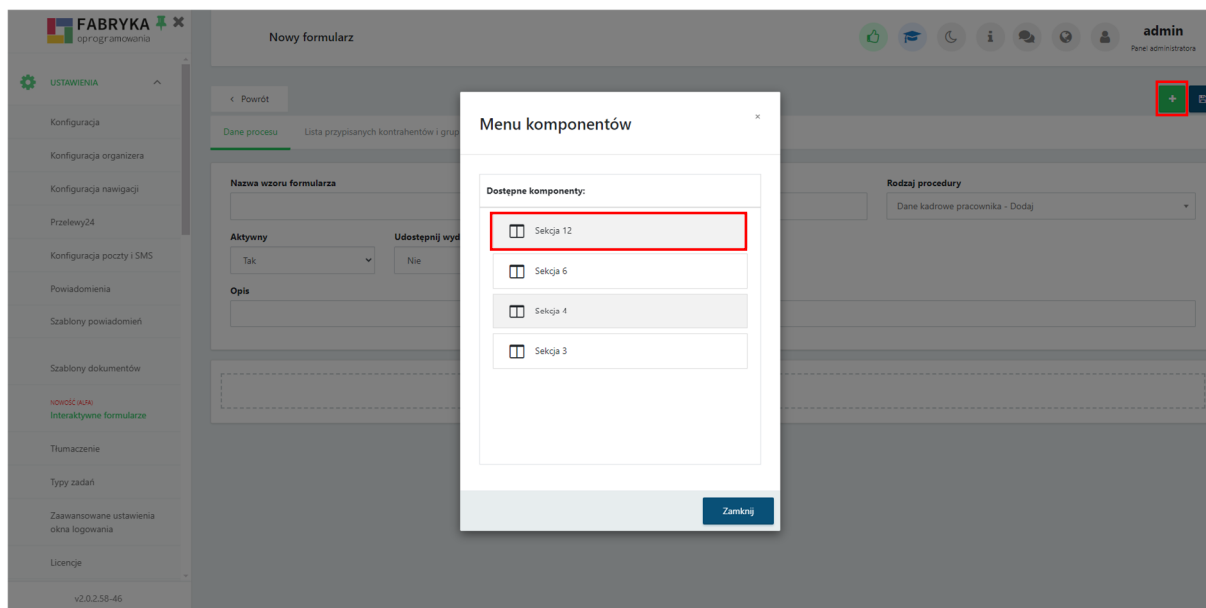 FABRYKA
oprogramowania
Nowy formularz
admin
Panel administratora
USTAWIENIA
Konfiguracja
Konfiguracja organizera
Konfiguracja nawigacji
Przelewy24
Konfiguracja poczty i SMS
Powiadomienia
Szablony powiadomień
Szablony dokumentów
NOWOŚĆ (ALFA)
Interaktywne formularze
Tłumaczenie
Typy zadań
Zaawansowane ustawienia
okna logowania
Licencje
v2.0.2.58-46
< Powrót
Dane procesu Lista przypisanych kontrahentów i grup
Nazwa wzoru formularza
Rodzaj procedury
Dane kadrowe pracownika - Dodaj
Aktywny Udostępnij wyd
Tak Nie
Opis
Menu komponentów
×
Dostępne komponenty:
Sekcja 12
Sekcja 6
Sekcja 4
Sekcja 3
Zamknij